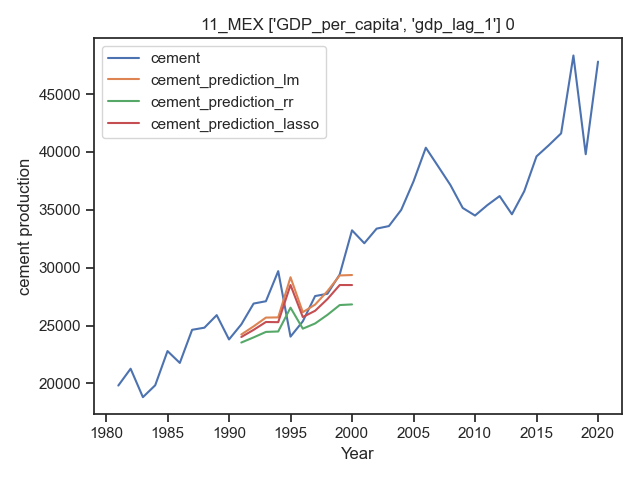 11_MEX ['GDP_per_capita', 'gdp_lag_1'] 0
cement
cement_prediction_lm
cement_prediction_rr
cement_prediction_lasso
45000
40000
35000
30000
25000
20000
cement production
1980 1985 1990 1995 2000 2005 2010 2015 2020
Year